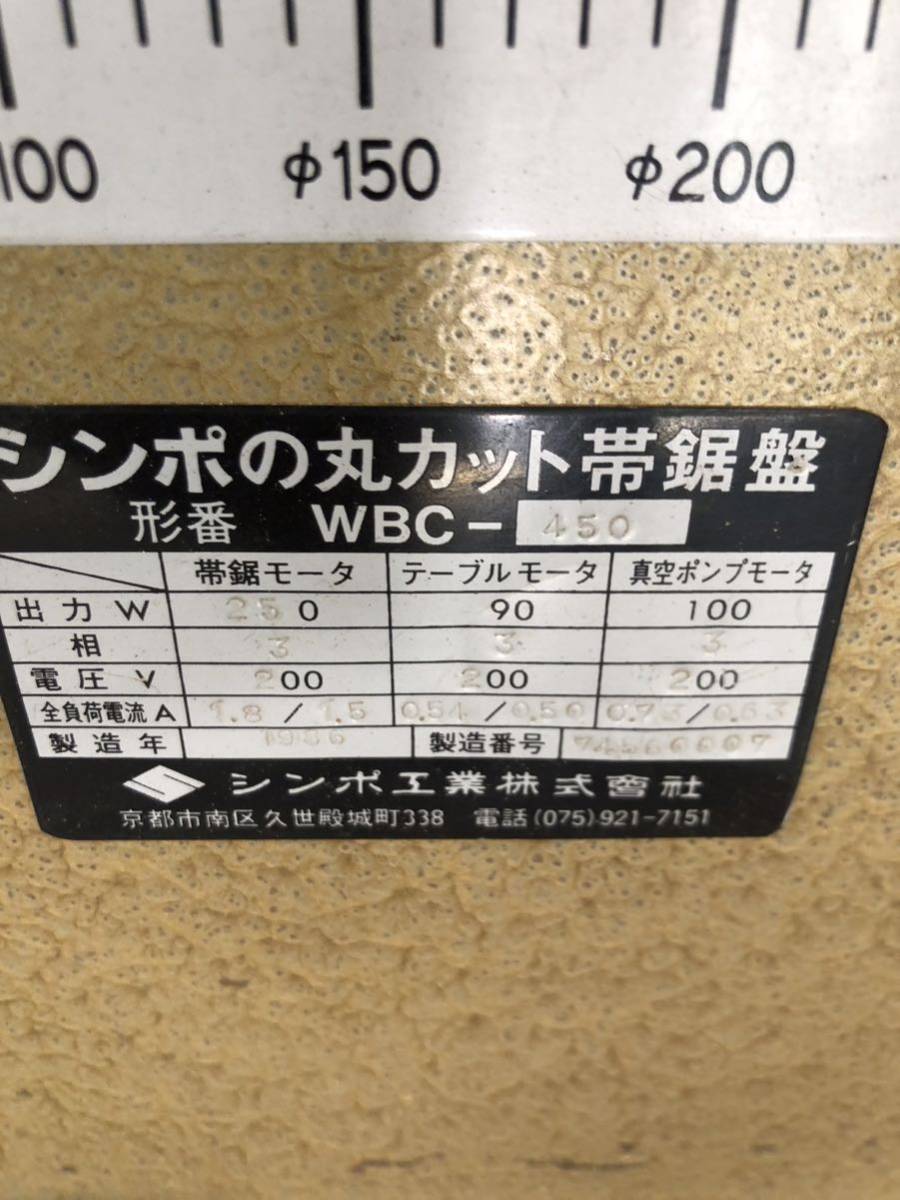 100 φ150 φ200
シンポの丸カット帯鋸盤
形番 WBC-450
帯鋸モータ テーブルモータ 真空ポンプモータ
出力 W 250 90 100
相 3 3 3
電圧 V 200 200 200
全負荷電流 A 1.8/1.5 0.54/0.50 0.73/0.63
製造年 1986 製造番号
シンポ工業株式會社
京都市南区久世殿城町338 電話(075)921-7151